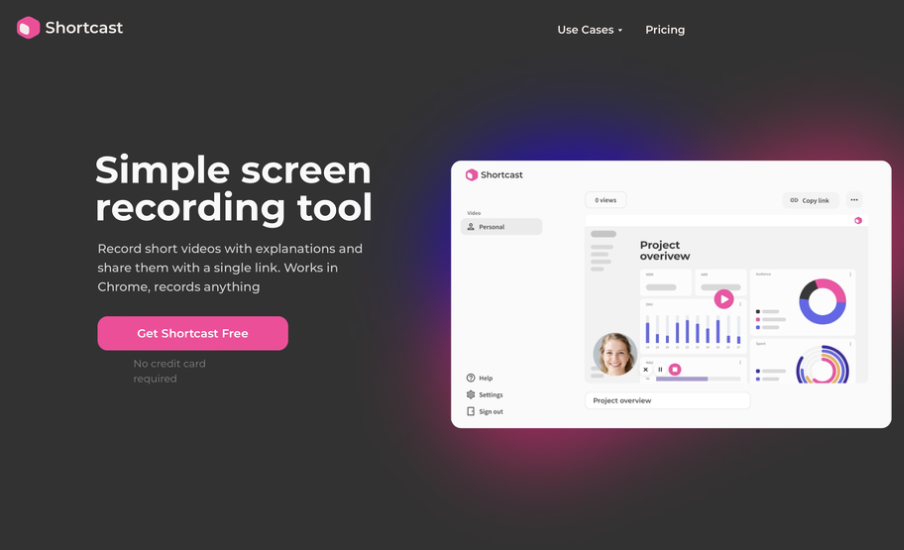 Shortcast
Use Cases
Pricing
Simple screen
recording tool
Record short videos with explanations and
share them with a single link. Works in
Chrome, records anything
Get Shortcast Free
No credit card
required
Shortcast
0 views
Copy link
Video
Personal
Project
overivew
Help
Settings
Sign out
Project overview